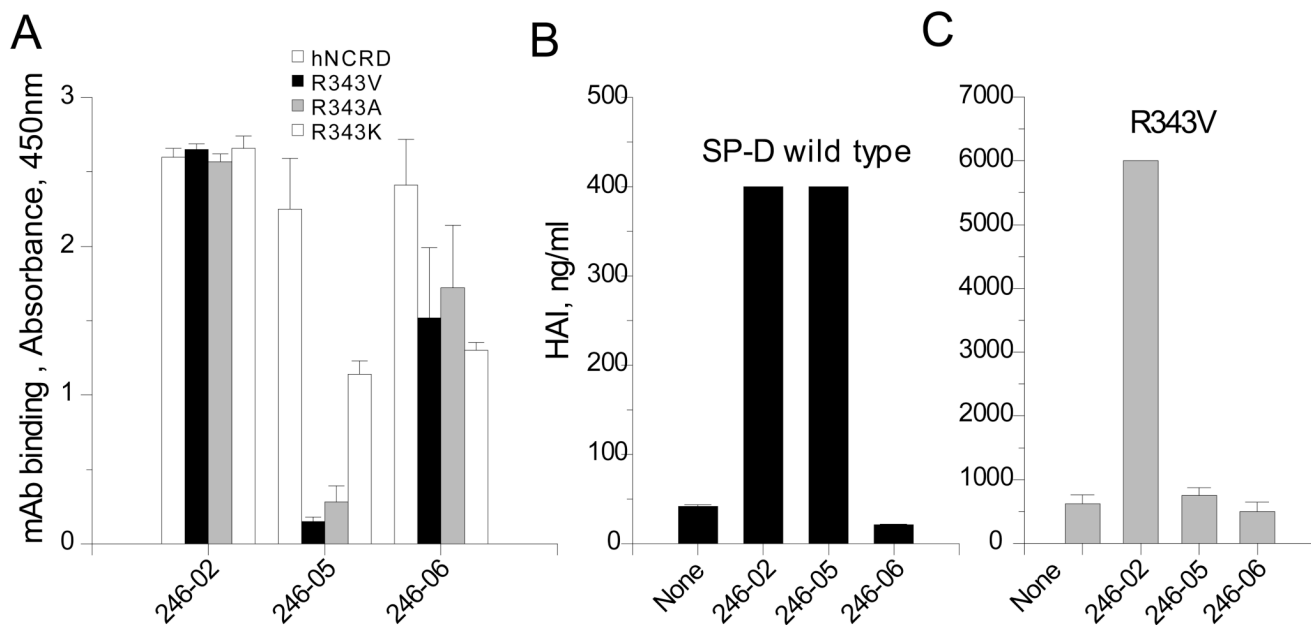 A
hNCRD
R343V
R343A
R343K
mAb binding , Absorbance, 450nm
3
2
1
0
246-02
246-05
246-06
B
SP-D wild type
HAI, ng/ml
500
400
300
200
100
0
None
246-02
246-05
246-06
C
R343V
7000
6000
5000
4000
3000
2000
1000
0
None
246-02
246-05
246-06